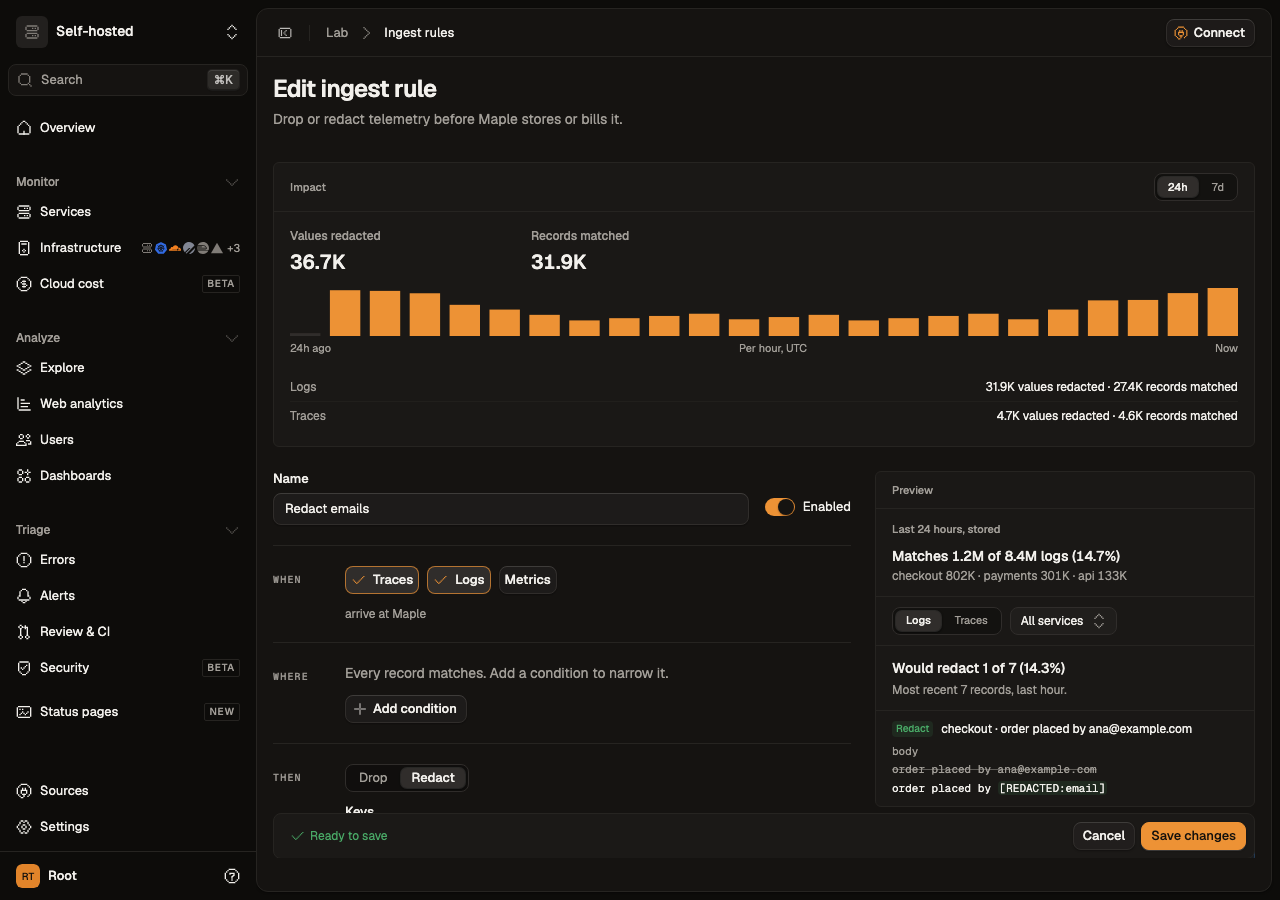 Self-hosted
Search ⌘K
Overview
Monitor
Services
Infrastructure +3
Cloud cost BETA
Analyze
Explore
Web analytics
Users
Dashboards
Triage
Errors
Alerts
Review & CI
Security BETA
Status pages NEW
Sources
Settings
RT Root
Lab Ingest rules
Connect
Edit ingest rule
Drop or redact telemetry before Maple stores or bills it.
Impact
24h 7d
Values redacted Records matched
36.7K 31.9K
24h ago Per hour, UTC Now
Logs 31.9K values redacted · 27.4K records matched
Traces 4.7K values redacted · 4.6K records matched
Name
Redact emails
Enabled
WHEN Traces Logs Metrics
arrive at Maple
WHERE Every record matches. Add a condition to narrow it.
Add condition
THEN Drop Redact
Keys
Preview
Last 24 hours, stored
Matches 1.2M of 8.4M logs (14.7%)
checkout 802K · payments 301K · api 133K
Logs Traces All services
Would redact 1 of 7 (14.3%)
Most recent 7 records, last hour.
Redact checkout · order placed by ana@example.com
body
order placed by ana@example.com
order placed by [REDACTED:email]
Ready to save
Cancel Save changes